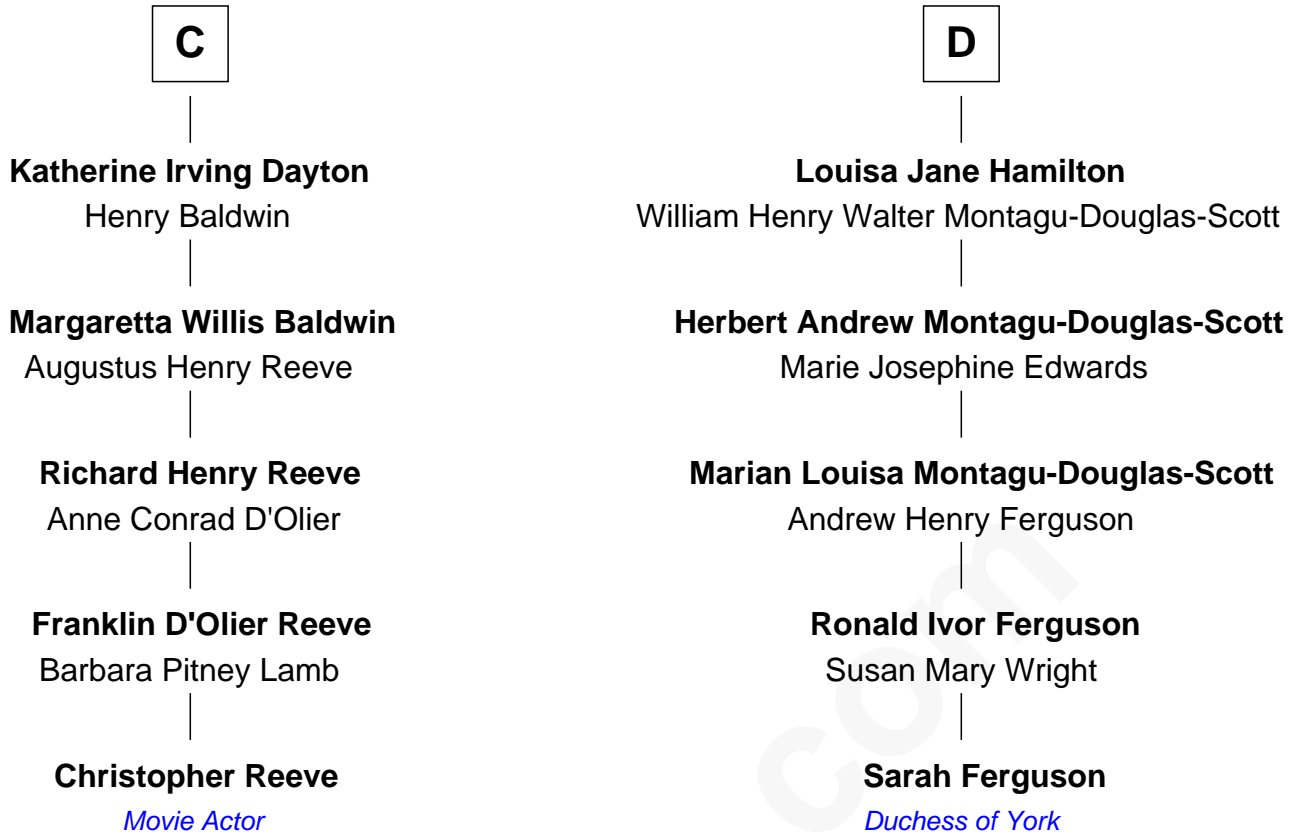 C
Katherine Irving Dayton
Henry Baldwin
Margaretta Willis Baldwin
Augustus Henry Reeve
Richard Henry Reeve
Anne Conrad D'Olier
Franklin D'Olier Reeve
Barbara Pitney Lamb
Christopher Reeve
Movie Actor
D
Louisa Jane Hamilton
William Henry Walter Montagu-Douglas-Scott
Herbert Andrew Montagu-Douglas-Scott
Marie Josephine Edwards
Marian Louisa Montagu-Douglas-Scott
Andrew Henry Ferguson
Ronald Ivor Ferguson
Susan Mary Wright
Sarah Ferguson
Duchess of York
com